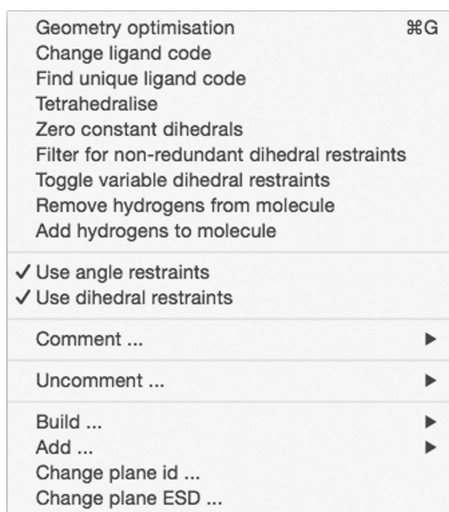 Geometry optimisation ⌘G
Change ligand code
Find unique ligand code
Tetrahedralise
Zero constant dihedrals
Filter for non-redundant dihedral restraints
Toggle variable dihedral restraints
Remove hydrogens from molecule
Add hydrogens to molecule
✓ Use angle restraints
✓ Use dihedral restraints
Comment ... ▶
Uncomment ... ▶
Build ... ▶
Add ... ▶
Change plane id ...
Change plane ESD ...